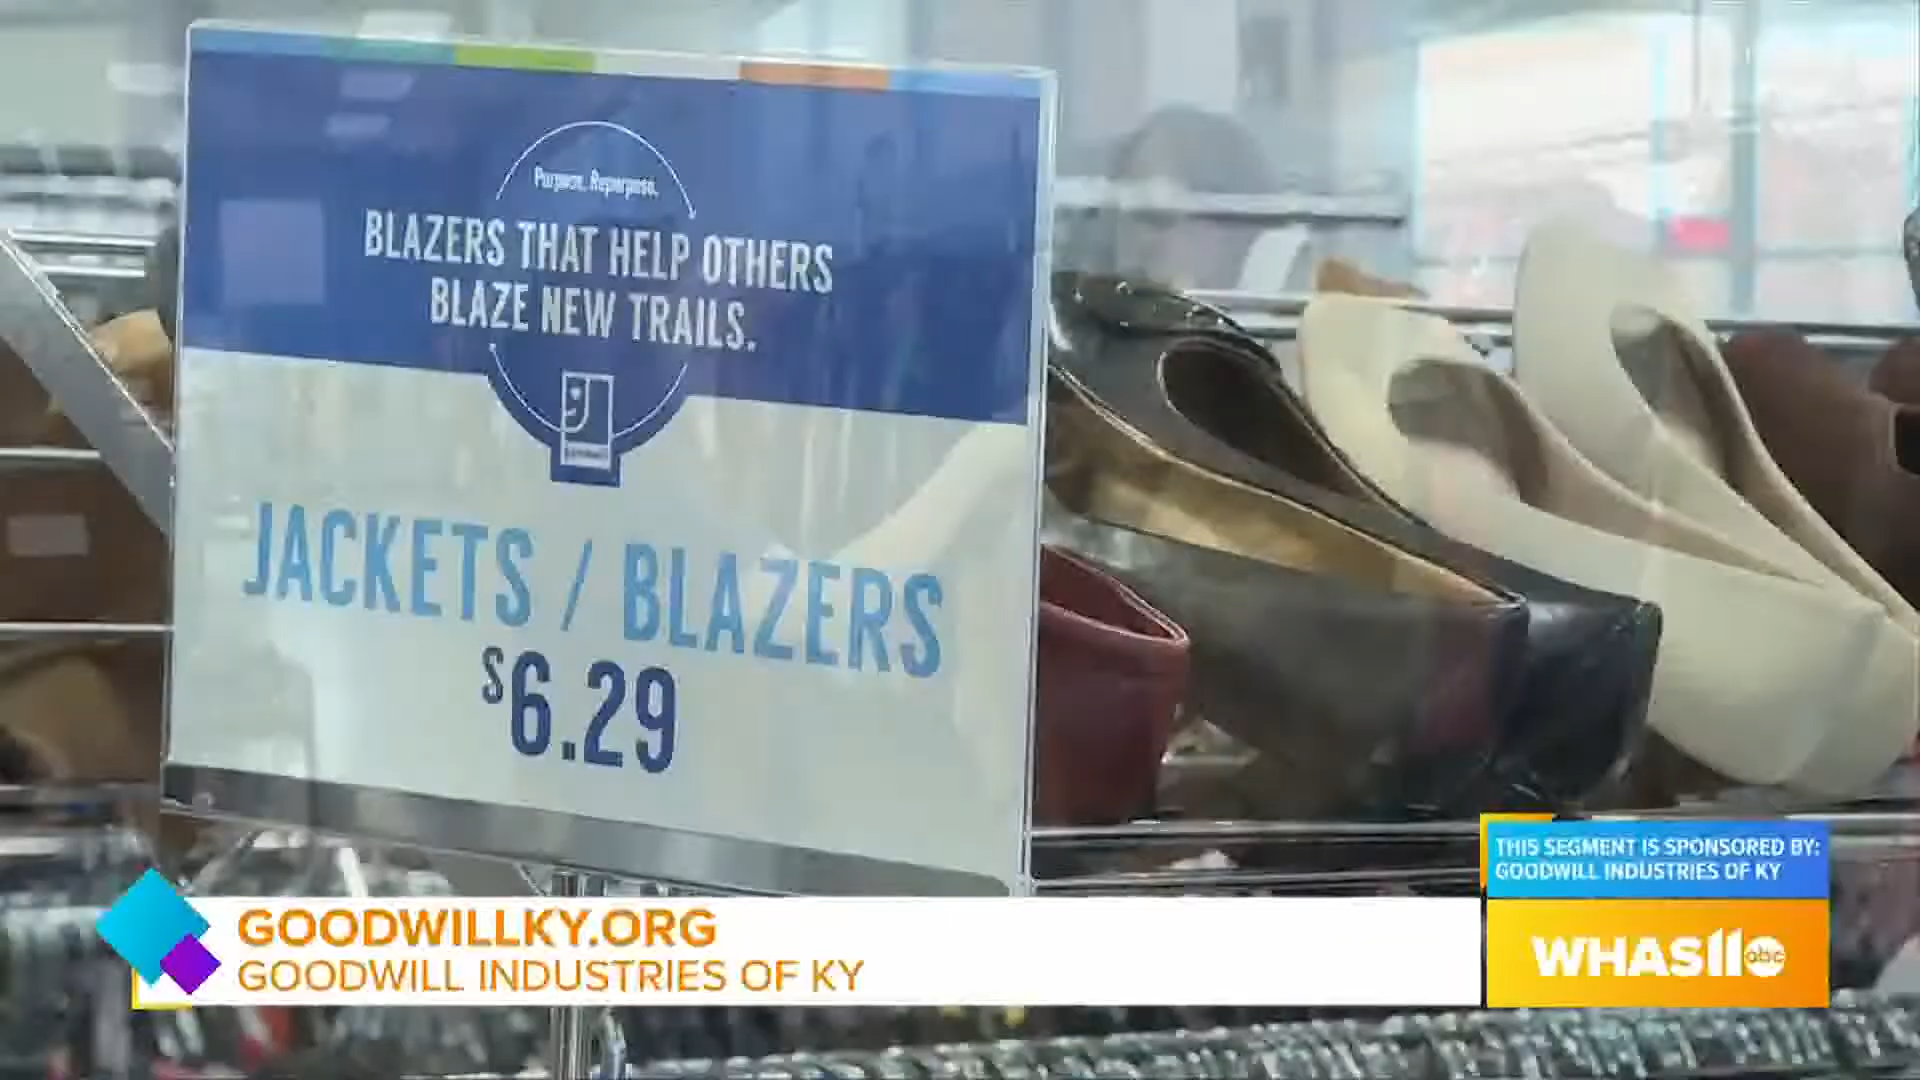 Purpose. Repurpose.
BLAZERS THAT HELP OTHERS
BLAZE NEW TRAILS.
goodwill
JACKETS / BLAZERS
$6.29
THIS SEGMENT IS SPONSORED BY:
GOODWILL INDUSTRIES OF KY
GOODWILLKY.ORG
GOODWILL INDUSTRIES OF KY
WHAS11 abc